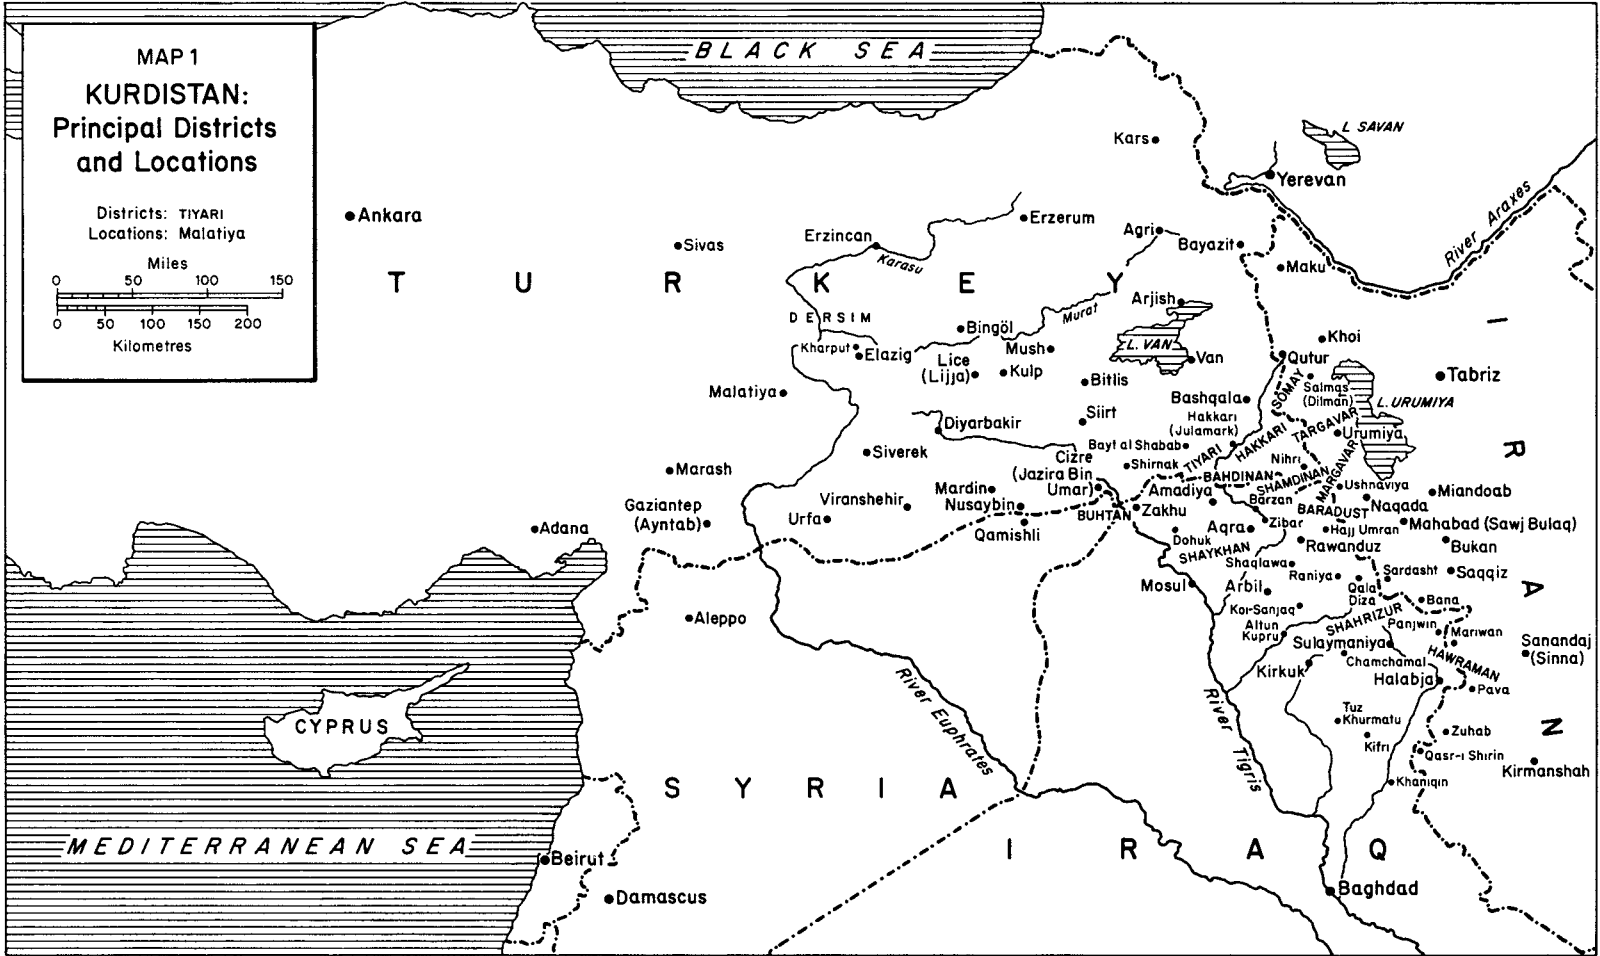 MAP 1
KURDISTAN:
Principal Districts
and Locations
Districts: TIYARI
Locations: Malatiya
Miles
0 50 100 150
0 50 100 150 200
Kilometres
BLACK SEA
L SAVAN
Kars
Yerevan
Ankara
Erzerum
River Araxes
Sivas
Erzincan
Agri
Bayazit
Karasu
Maku
TURKEY
Arjish
Murat
DERSIM
Bingöl
IRAN
Khoi
Kharput
Elazig
Mush
L. VAN
Van
Qutur
Lice
(Lijja)
Kulp
Bitlis
Tabriz
SOMAY
Salmas
(Dilman)
Malatiya
Bashqala
L. URUMIYA
Siirt
Hakkari
(Julamark)
Diyarbakir
TARGAVAR
Urumiya
HAKKARI
Bayt al Shabab
Siverek
Cizre
(Jazira Bin
Umar)
Shirnak
TIYARI
Nihri
MARGAVAR
Marash
BAHDINAN
SHAMDINAN
Ushnaviya
Mardin
Amadiya
Miandoab
Viranshehir
Nusaybin
Barzan
Naqada
Gaziantep
(Ayntab)
Urfa
BUHTAN
Zakhu
BARADUST
Adana
Qamishli
Dohuk
Aqra
Zibar
Hajj Umran
Mahabad (Sawj Bulaq)
SHAYKHAN
Rawanduz
Bukan
Shaqlawa
Mosul
Arbil
Raniya
Qala
Diza
Sardasht
Saqqiz
Koi-Sanjaq
Bana
Aleppo
Altun
Kupru
SHAHRIZUR
Panjwin
Mariwan
Sulaymaniya
Sanandaj
(Sinna)
HAWRAMAN
Kirkuk
Chamchamal
Halabja
Pava
River Euphrates
River Tigris
CYPRUS
Tuz
Khurmatu
Zuhab
Kifri
Qasr-i Shirin
Kirmanshah
Khaniqin
SYRIA
MEDITERRANEAN SEA
IRAQ
Beirut
Baghdad
Damascus